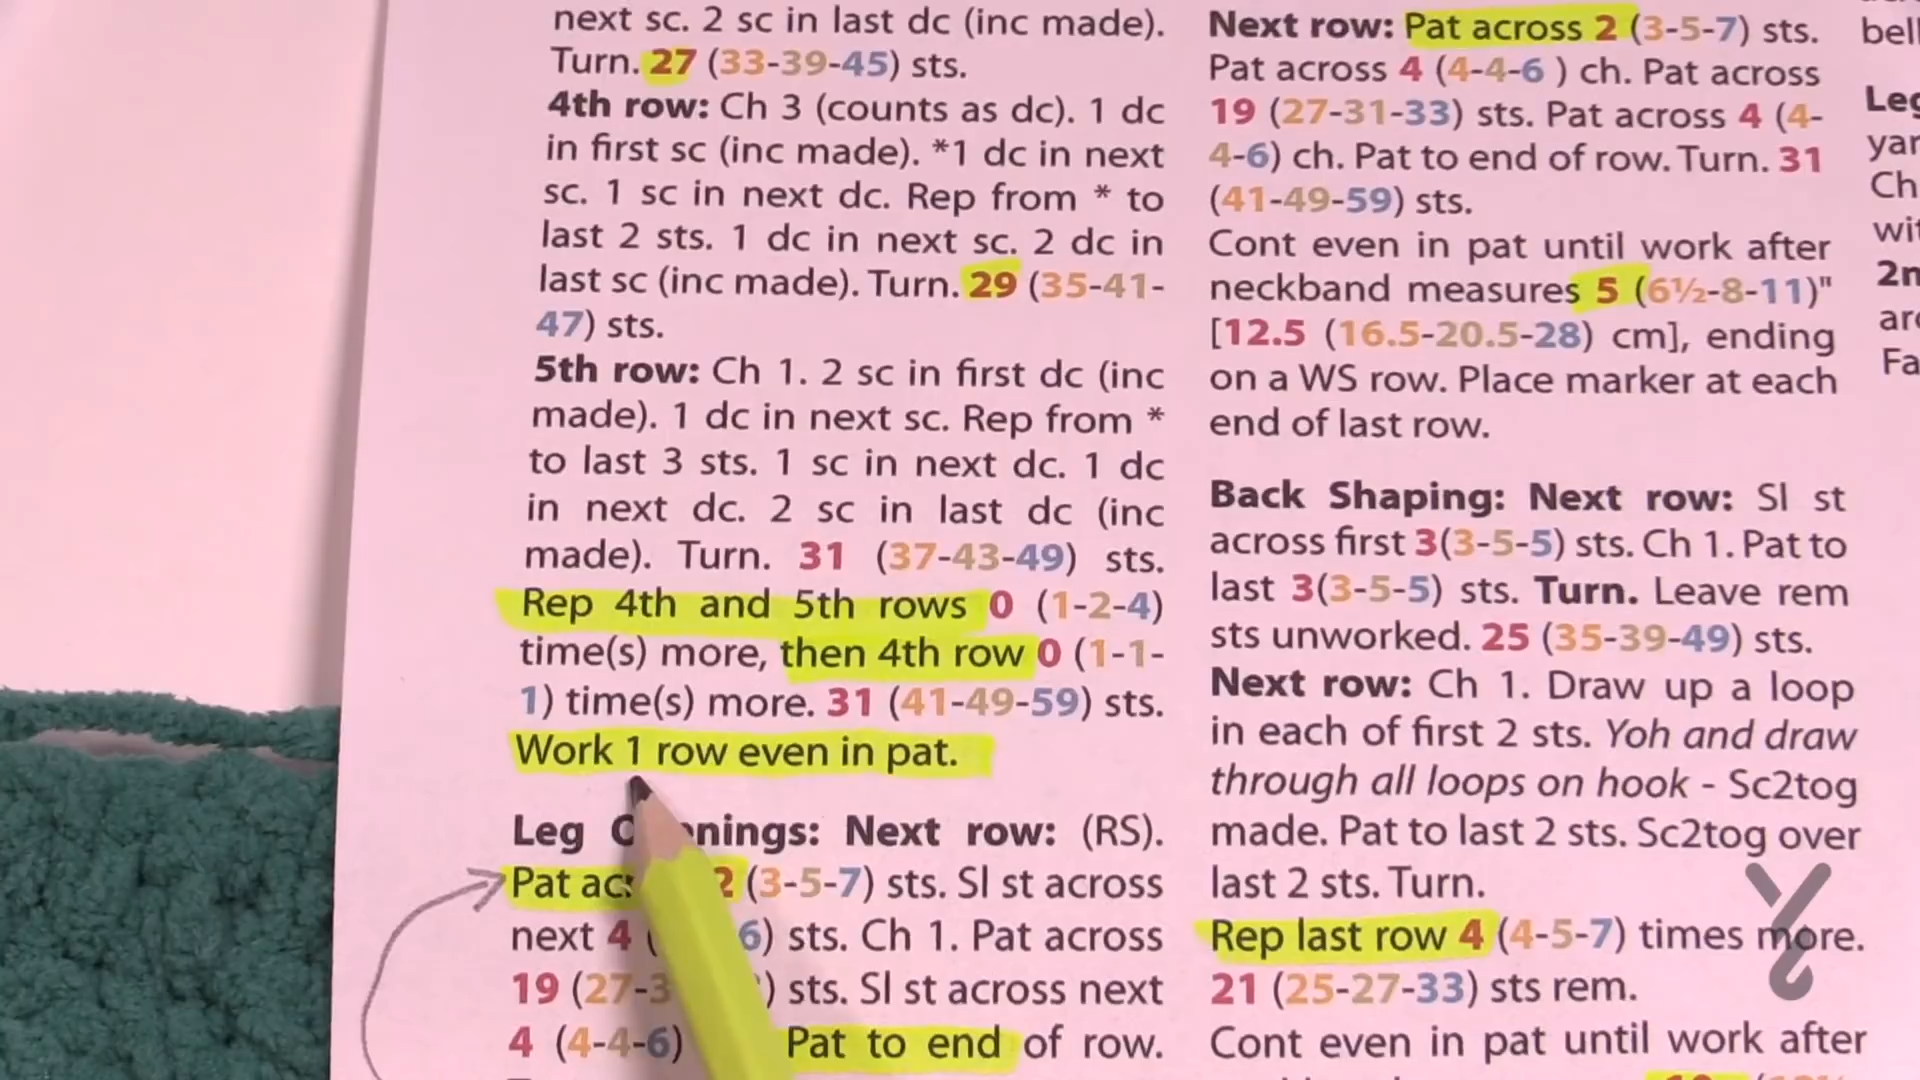 next sc. 2 sc in last dc (inc made).
Turn. 27 (33-39-45) sts.
4th row: Ch 3 (counts as dc). 1 dc
in first sc (inc made). *1 dc in next
sc. 1 sc in next dc. Rep from * to
last 2 sts. 1 dc in next sc. 2 dc in
last sc (inc made). Turn. 29 (35-41-
47) sts.
5th row: Ch 1. 2 sc in first dc (inc
made). 1 dc in next sc. Rep from *
to last 3 sts. 1 sc in next dc. 1 dc
in next dc. 2 sc in last dc (inc
made). Turn. 31 (37-43-49) sts.
Rep 4th and 5th rows 0 (1-2-4)
time(s) more, then 4th row 0 (1-1-
1) time(s) more. 31 (41-49-59) sts.
Work 1 row even in pat.
Leg nings: Next row: (RS).
Pat 2 (3-5-7) sts. Sl st across
next 4 ( 6) sts. Ch 1. Pat across
19 (27-3 ) sts. Sl st across next
4 (4-4-6) Pat to end of row.
Next row: Pat across 2 (3-5-7) sts.
Pat across 4 (4-4-6 ) ch. Pat across
19 (27-31-33) sts. Pat across 4 (4-
4-6) ch. Pat to end of row. Turn. 31
(41-49-59) sts.
Cont even in pat until work after
neckband measures 5 (6½-8-11)"
[12.5 (16.5-20.5-28) cm], ending
on a WS row. Place marker at each
end of last row.
Back Shaping: Next row: Sl st
across first 3(3-5-5) sts. Ch 1. Pat to
last 3(3-5-5) sts. Turn. Leave rem
sts unworked. 25 (35-39-49) sts.
Next row: Ch 1. Draw up a loop
in each of first 2 sts. Yoh and draw
through all loops on hook - Sc2tog
made. Pat to last 2 sts. Sc2tog over
last 2 sts. Turn.
Rep last row 4 (4-5-7) times more.
21 (25-27-33) sts rem.
Cont even in pat until work after
bell
Leg
yar
Ch
wit
2n
aro
Fa